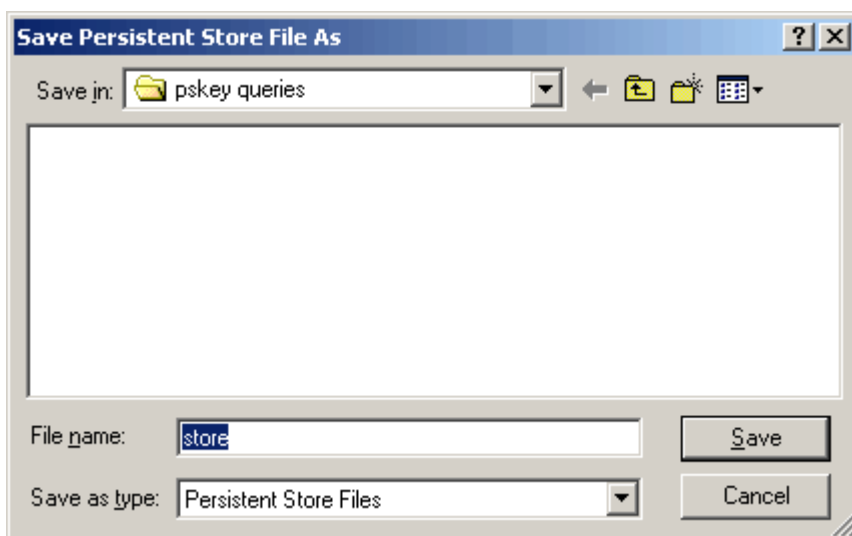 Save Persistent Store File As
Save in: pskey queries
File name: store Save
Save as type: Persistent Store Files Cancel